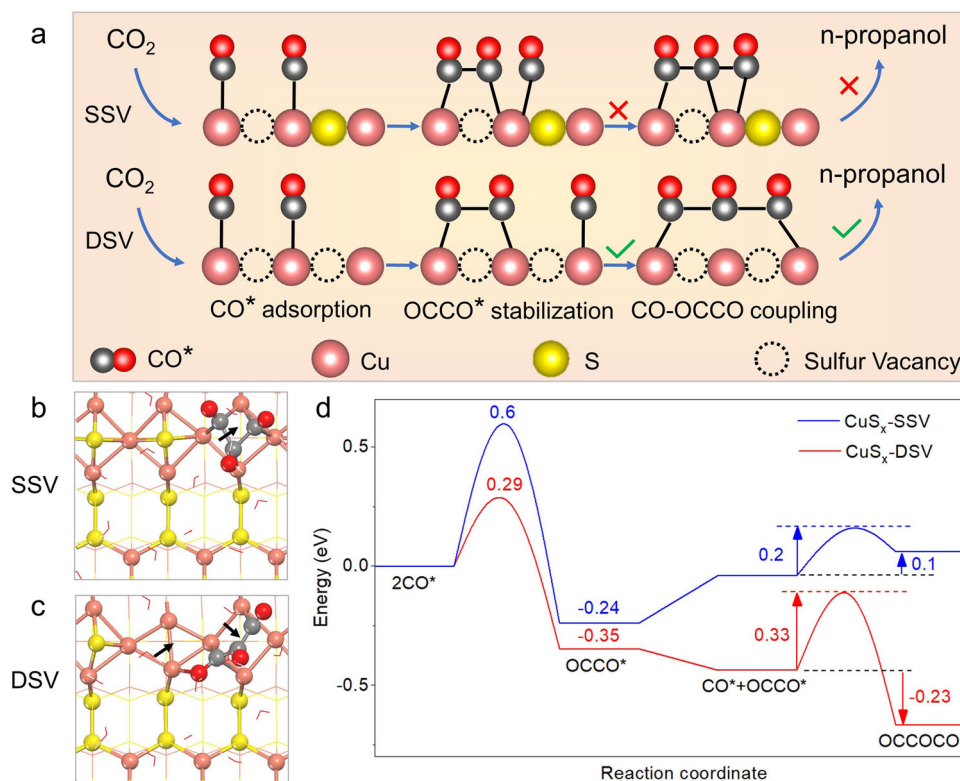 a
CO₂
n-propanol
SSV
CO₂
n-propanol
DSV
CO* adsorption
OCCO* stabilization
CO-OCCO coupling
CO*
Cu
S
Sulfur Vacancy
b
SSV
c
DSV
d
0.6
CuSₓ-SSV
CuSₓ-DSV
0.5
0.29
0.2
0.1
0.0
2CO*
Energy (eV)
-0.24
-0.35
0.33
OCCO*
CO*+OCCO*
-0.23
-0.5
OCCOCO*
Reaction coordinate